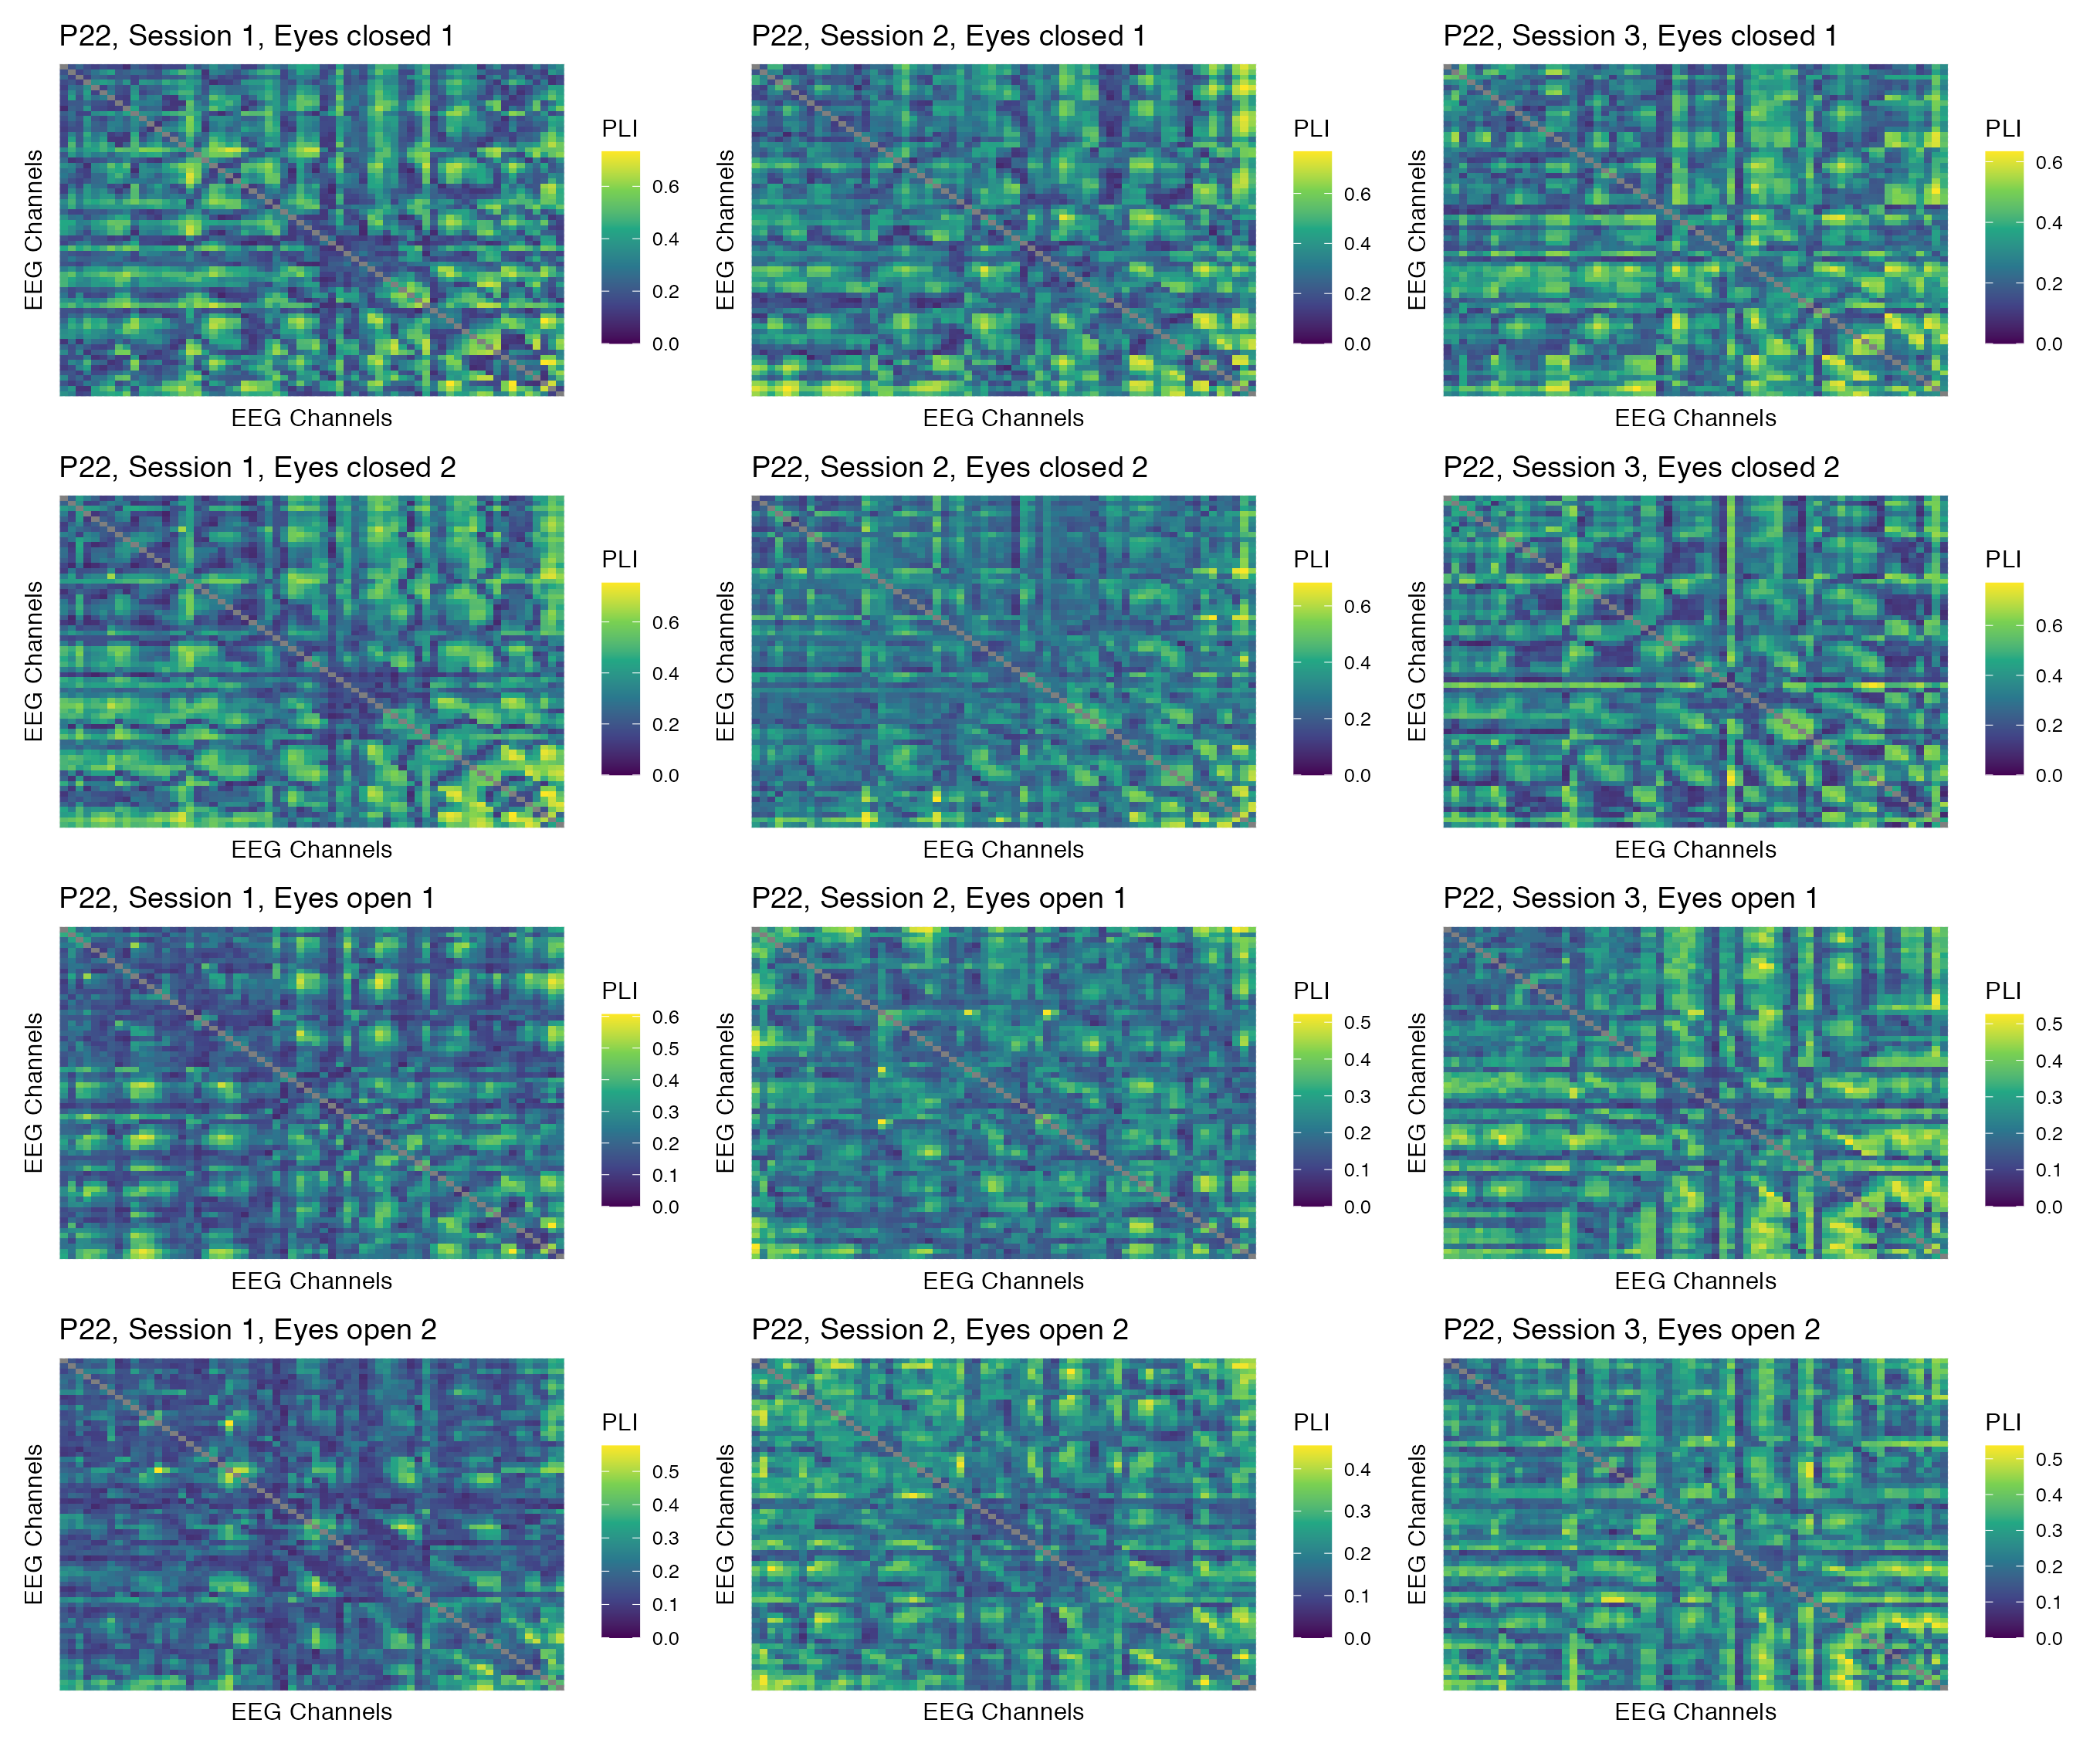 P22, Session 1, Eyes closed 1
EEG Channels
EEG Channels
PLI
0.6
0.4
0.2
0.0
P22, Session 2, Eyes closed 1
EEG Channels
EEG Channels
PLI
0.6
0.4
0.2
0.0
P22, Session 3, Eyes closed 1
EEG Channels
EEG Channels
PLI
0.6
0.4
0.2
0.0
P22, Session 1, Eyes closed 2
EEG Channels
EEG Channels
PLI
0.6
0.4
0.2
0.0
P22, Session 2, Eyes closed 2
EEG Channels
EEG Channels
PLI
0.6
0.4
0.2
0.0
P22, Session 3, Eyes closed 2
EEG Channels
EEG Channels
PLI
0.6
0.4
0.2
0.0
P22, Session 1, Eyes open 1
EEG Channels
EEG Channels
PLI
0.6
0.5
0.4
0.3
0.2
0.1
0.0
P22, Session 2, Eyes open 1
EEG Channels
EEG Channels
PLI
0.5
0.4
0.3
0.2
0.1
0.0
P22, Session 3, Eyes open 1
EEG Channels
EEG Channels
PLI
0.5
0.4
0.3
0.2
0.1
0.0
P22, Session 1, Eyes open 2
EEG Channels
EEG Channels
PLI
0.5
0.4
0.3
0.2
0.1
0.0
P22, Session 2, Eyes open 2
EEG Channels
EEG Channels
PLI
0.4
0.3
0.2
0.1
0.0
P22, Session 3, Eyes open 2
EEG Channels
EEG Channels
PLI
0.5
0.4
0.3
0.2
0.1
0.0